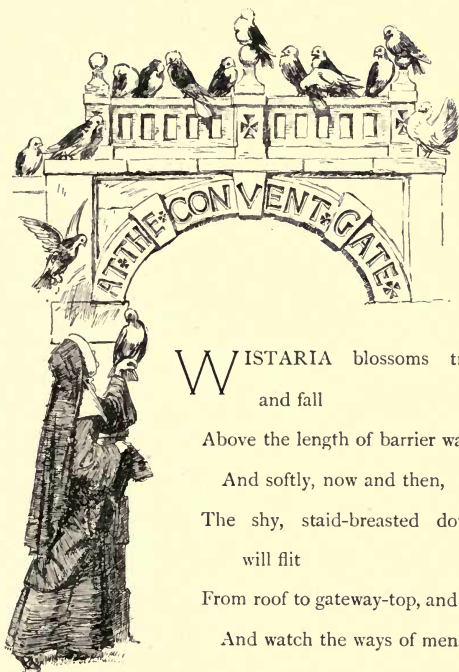 AT THE CONVENT GATE
WISTARIA blossoms
and fall
Above the length of barrier
And softly, now and then,
The shy, staid-breasted
will flit
From roof to gateway-top, and
And watch the ways of men